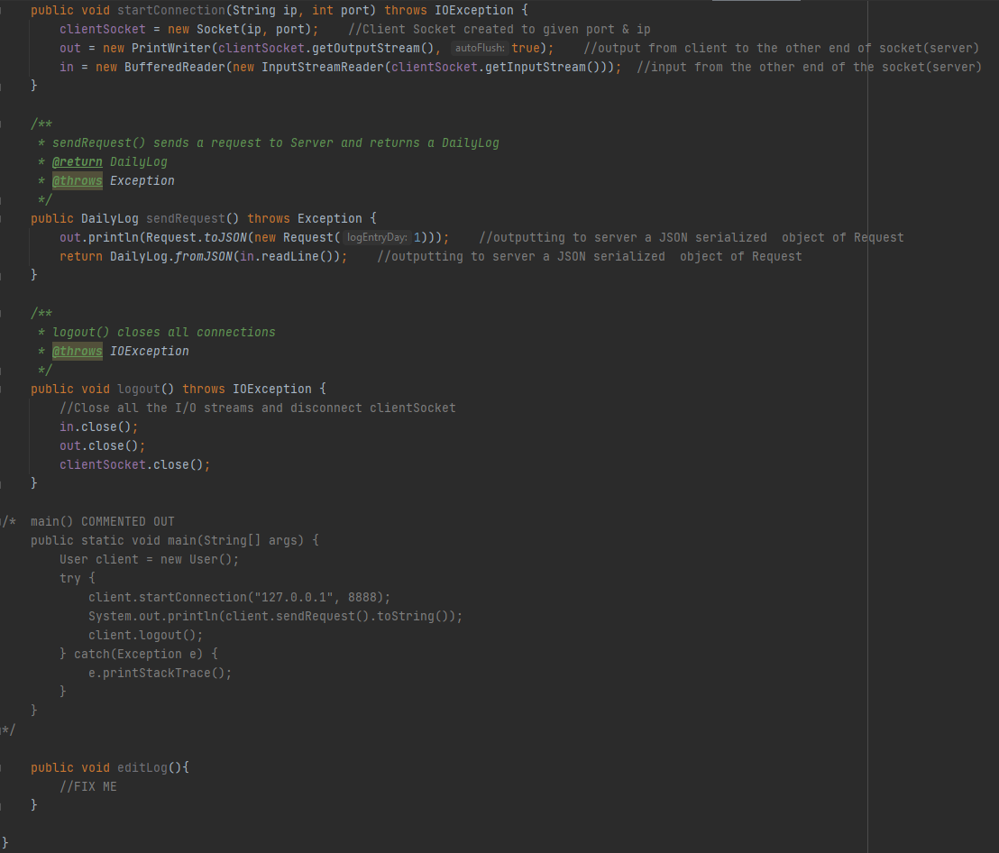 public void startConnection(String ip, int port) throws IOException {
clientSocket = new Socket(ip, port);    //Client Socket created to given port & ip
out = new PrintWriter(clientSocket.getOutputStream(), autoFlush: true);    //output from client to the other end of socket(server)
in = new BufferedReader(new InputStreamReader(clientSocket.getInputStream()));  //input from the other end of the socket(server)
}
/**
* sendRequest() sends a request to Server and returns a DailyLog
* @return DailyLog
* @throws Exception
*/
public DailyLog sendRequest() throws Exception {
out.println(Request.toJSON(new Request( logEntryDay: 1)));    //outputting to server a JSON serialized  object of Request
return DailyLog.fromJSON(in.readLine());    //outputting to server a JSON serialized  object of Request
}
/**
* logout() closes all connections
* @throws IOException
*/
public void logout() throws IOException {
//Close all the I/O streams and disconnect clientSocket
in.close();
out.close();
clientSocket.close();
}
/*  main() COMMENTED OUT
public static void main(String[] args) {
User client = new User();
try {
client.startConnection("127.0.0.1", 8888);
System.out.println(client.sendRequest().toString());
client.logout();
} catch(Exception e) {
e.printStackTrace();
}
}
*/
public void editLog(){
//FIX ME
}
}